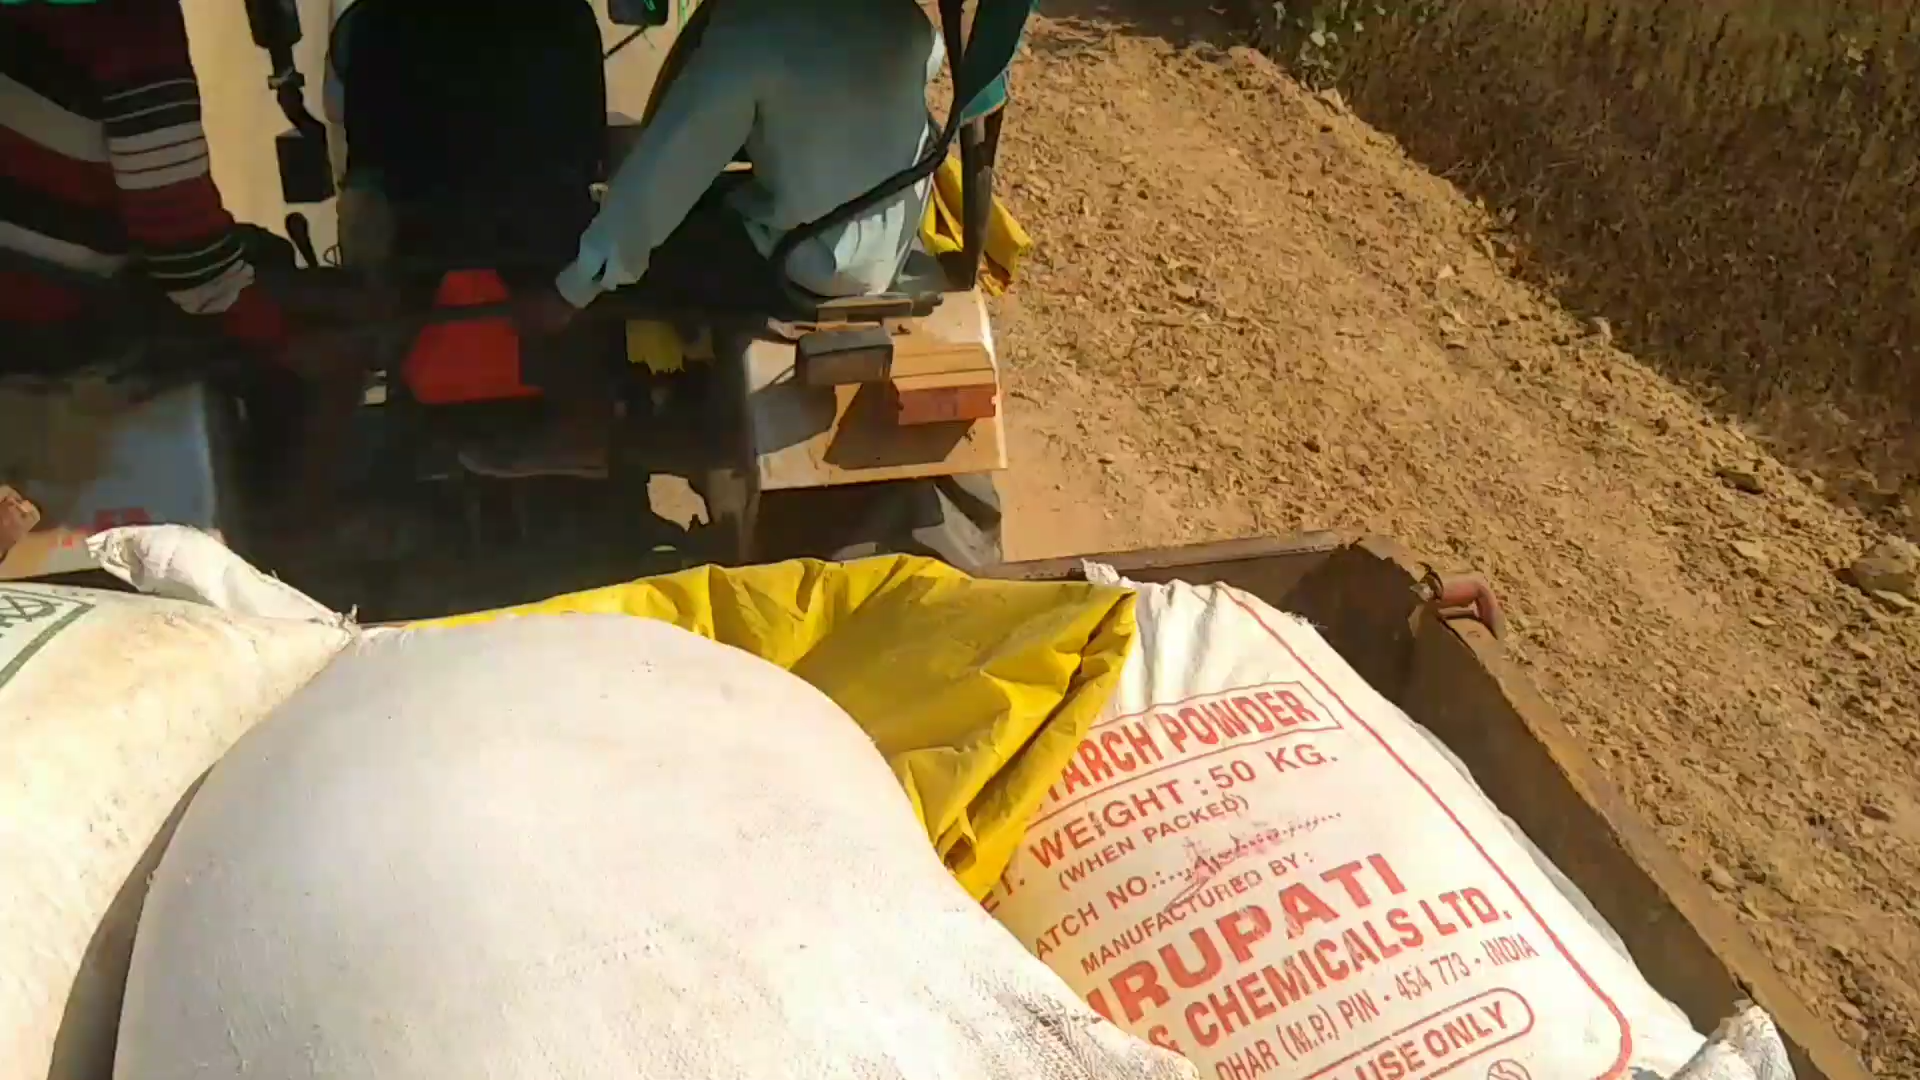 TARCH POWDER
WEIGHT : 50 KG.
(WHEN PACKED)
ATCH NO.:
MANUFACTURED BY :
IRUPATI
& CHEMICALS LTD.
DHAR (M.P.) PIN - 454 773 - INDIA
USE ONLY